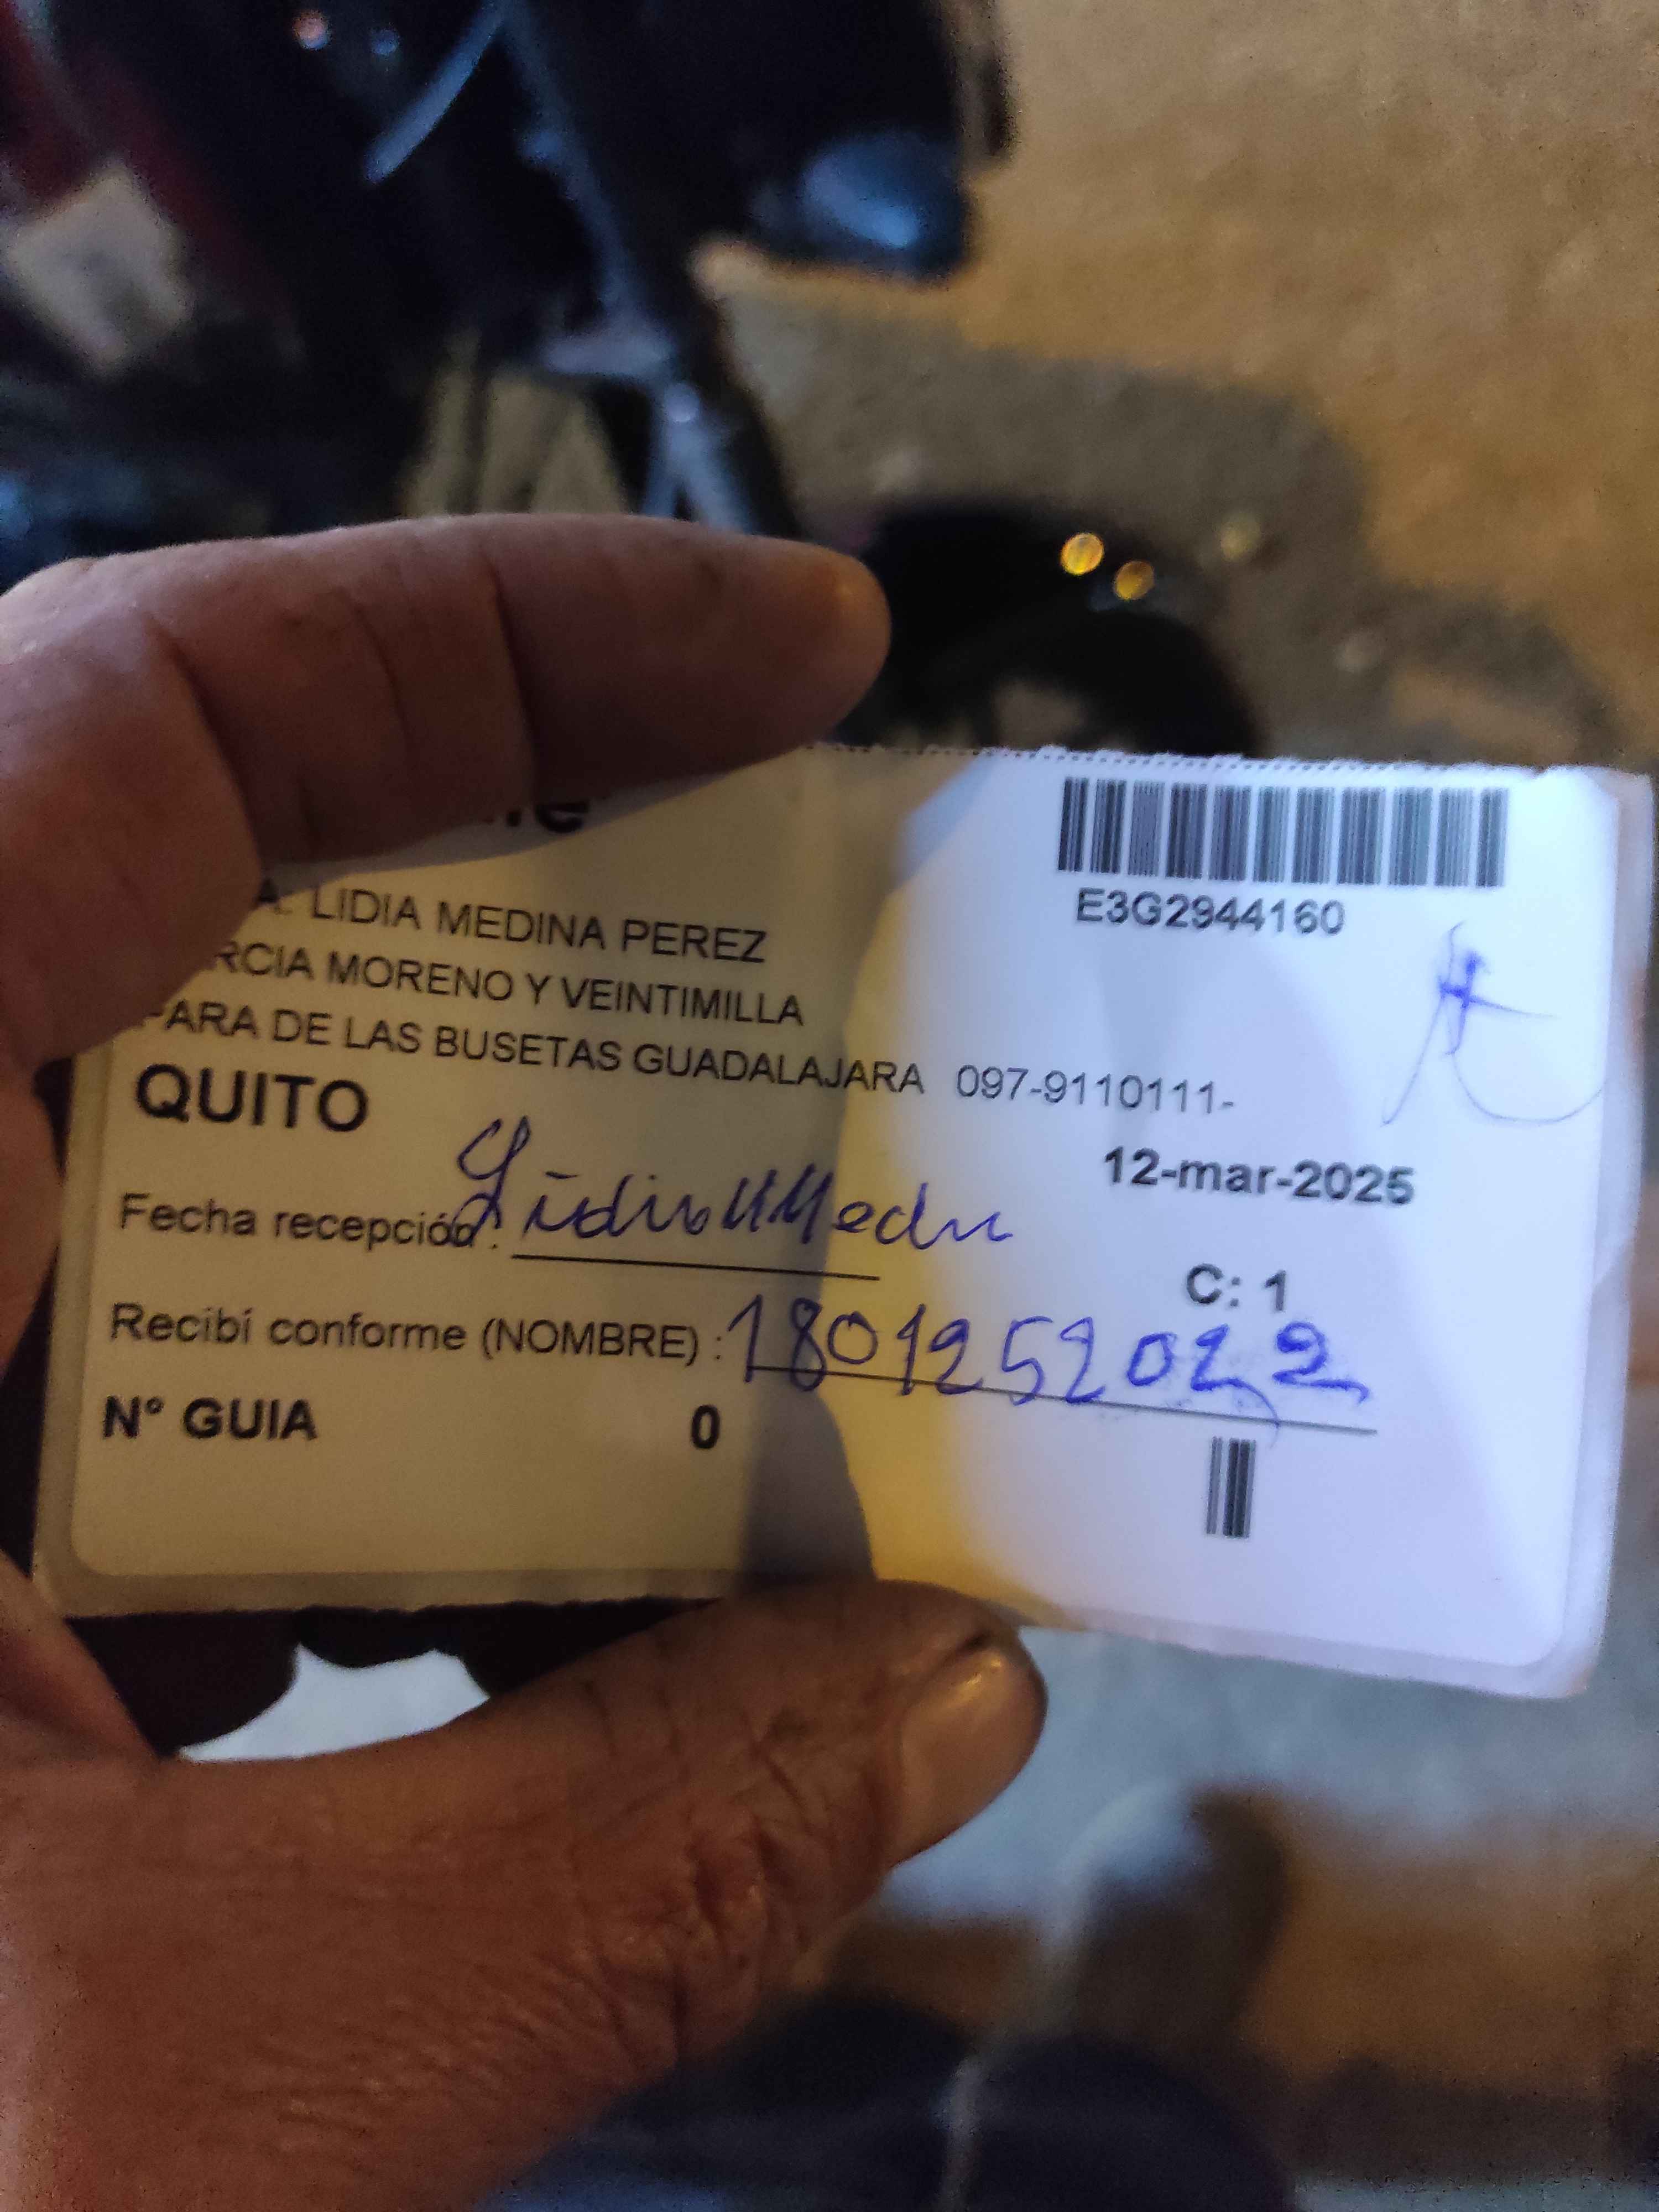 E3G2944160
LIDIA MEDINA PEREZ
MORENO Y VEINTIMILLA
DE LAS BUSETAS GUADALAJARA 097-9110111-
QUITO
12-mar-2025
Fecha recepción:
C: 1
Recibí conforme (NOMBRE) : 1801252022
N° GUIA 0